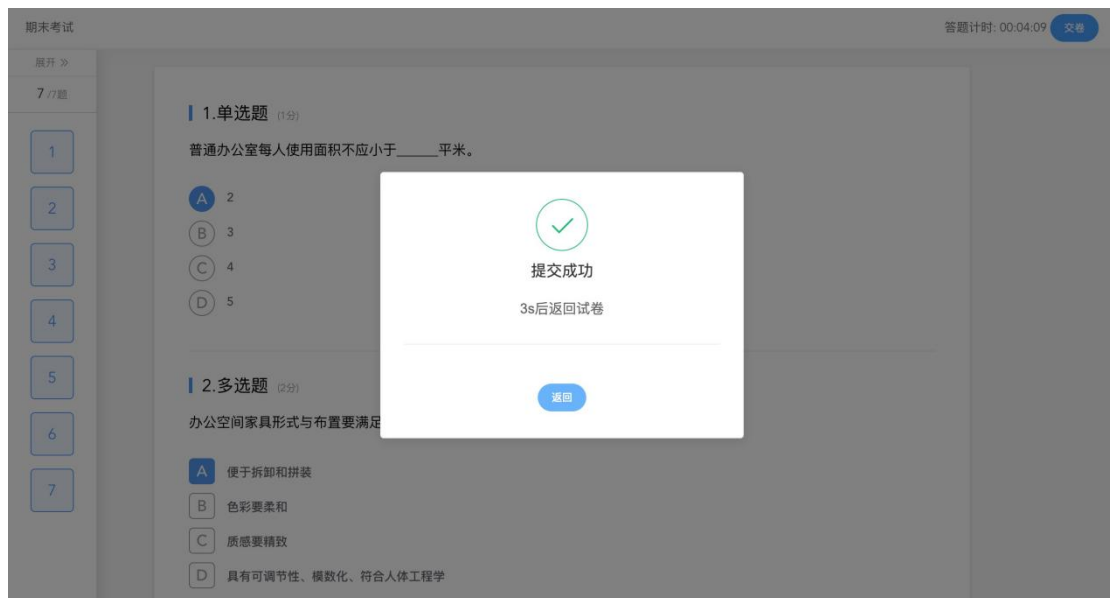 期末考试
答题计时: 00:04:09 交卷
展开 »
7 /7题
1
2
3
4
5
6
7
1.单选题 (1分)
普通办公室每人使用面积不应小于______平米。
A 2
B 3
C 4
D 5
提交成功
3s后返回试卷
返回
2.多选题 (2分)
办公空间家具形式与布置要满足
A 便于拆卸和拼装
B 色彩要柔和
C 质感要精致
D 具有可调节性、模数化、符合人体工程学